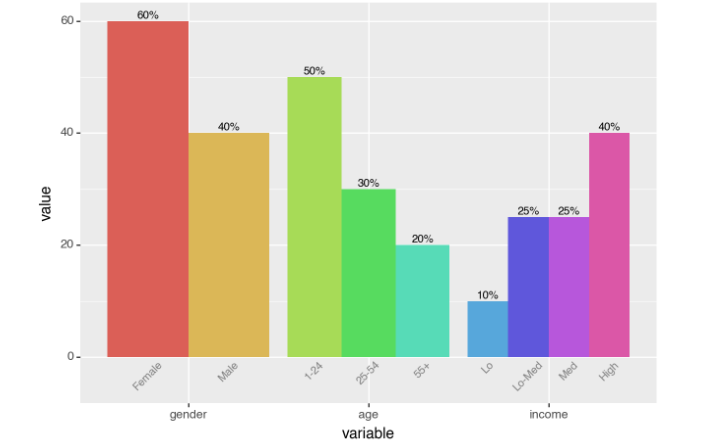 60%
40%
50%
30%
20%
10%
25%
25%
40%
60
40
20
0
value
Female
Male
1-24
25-54
55+
Lo
Lo-Med
Med
High
gender
age
income
variable